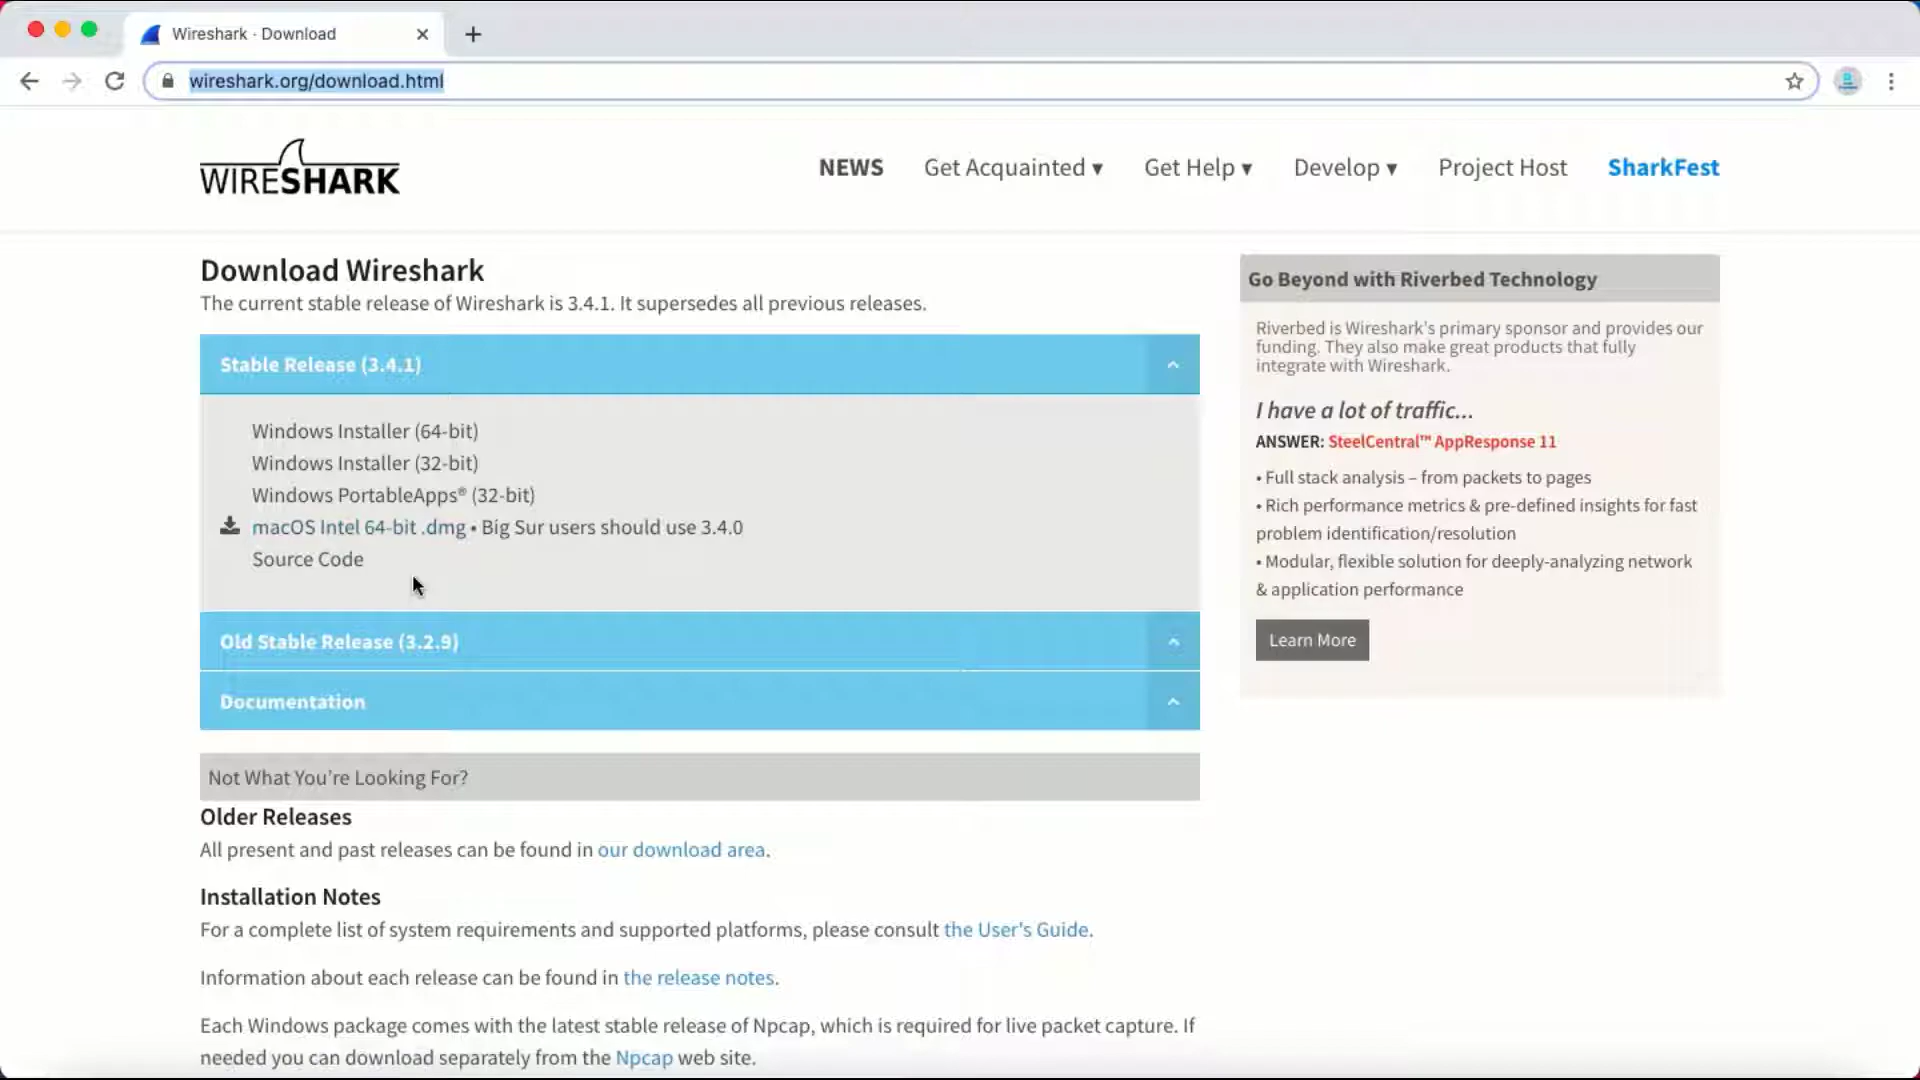 Wireshark · Download
wireshark.org/download.html
WIRESHARK
NEWS
Get Acquainted ▾
Get Help ▾
Develop ▾
Project Host
SharkFest
Download Wireshark
The current stable release of Wireshark is 3.4.1. It supersedes all previous releases.
Stable Release (3.4.1)
Windows Installer (64-bit)
Windows Installer (32-bit)
Windows PortableApps® (32-bit)
macOS Intel 64-bit .dmg • Big Sur users should use 3.4.0
Source Code
Old Stable Release (3.2.9)
Documentation
Not What You're Looking For?
Older Releases
All present and past releases can be found in our download area.
Installation Notes
For a complete list of system requirements and supported platforms, please consult the User's Guide.
Information about each release can be found in the release notes.
Each Windows package comes with the latest stable release of Npcap, which is required for live packet capture. If
needed you can download separately from the Npcap web site.
Go Beyond with Riverbed Technology
Riverbed is Wireshark's primary sponsor and provides our
funding. They also make great products that fully
integrate with Wireshark.
I have a lot of traffic...
ANSWER: SteelCentral™ AppResponse 11
• Full stack analysis – from packets to pages
• Rich performance metrics & pre-defined insights for fast
problem identification/resolution
• Modular, flexible solution for deeply-analyzing network
& application performance
Learn More